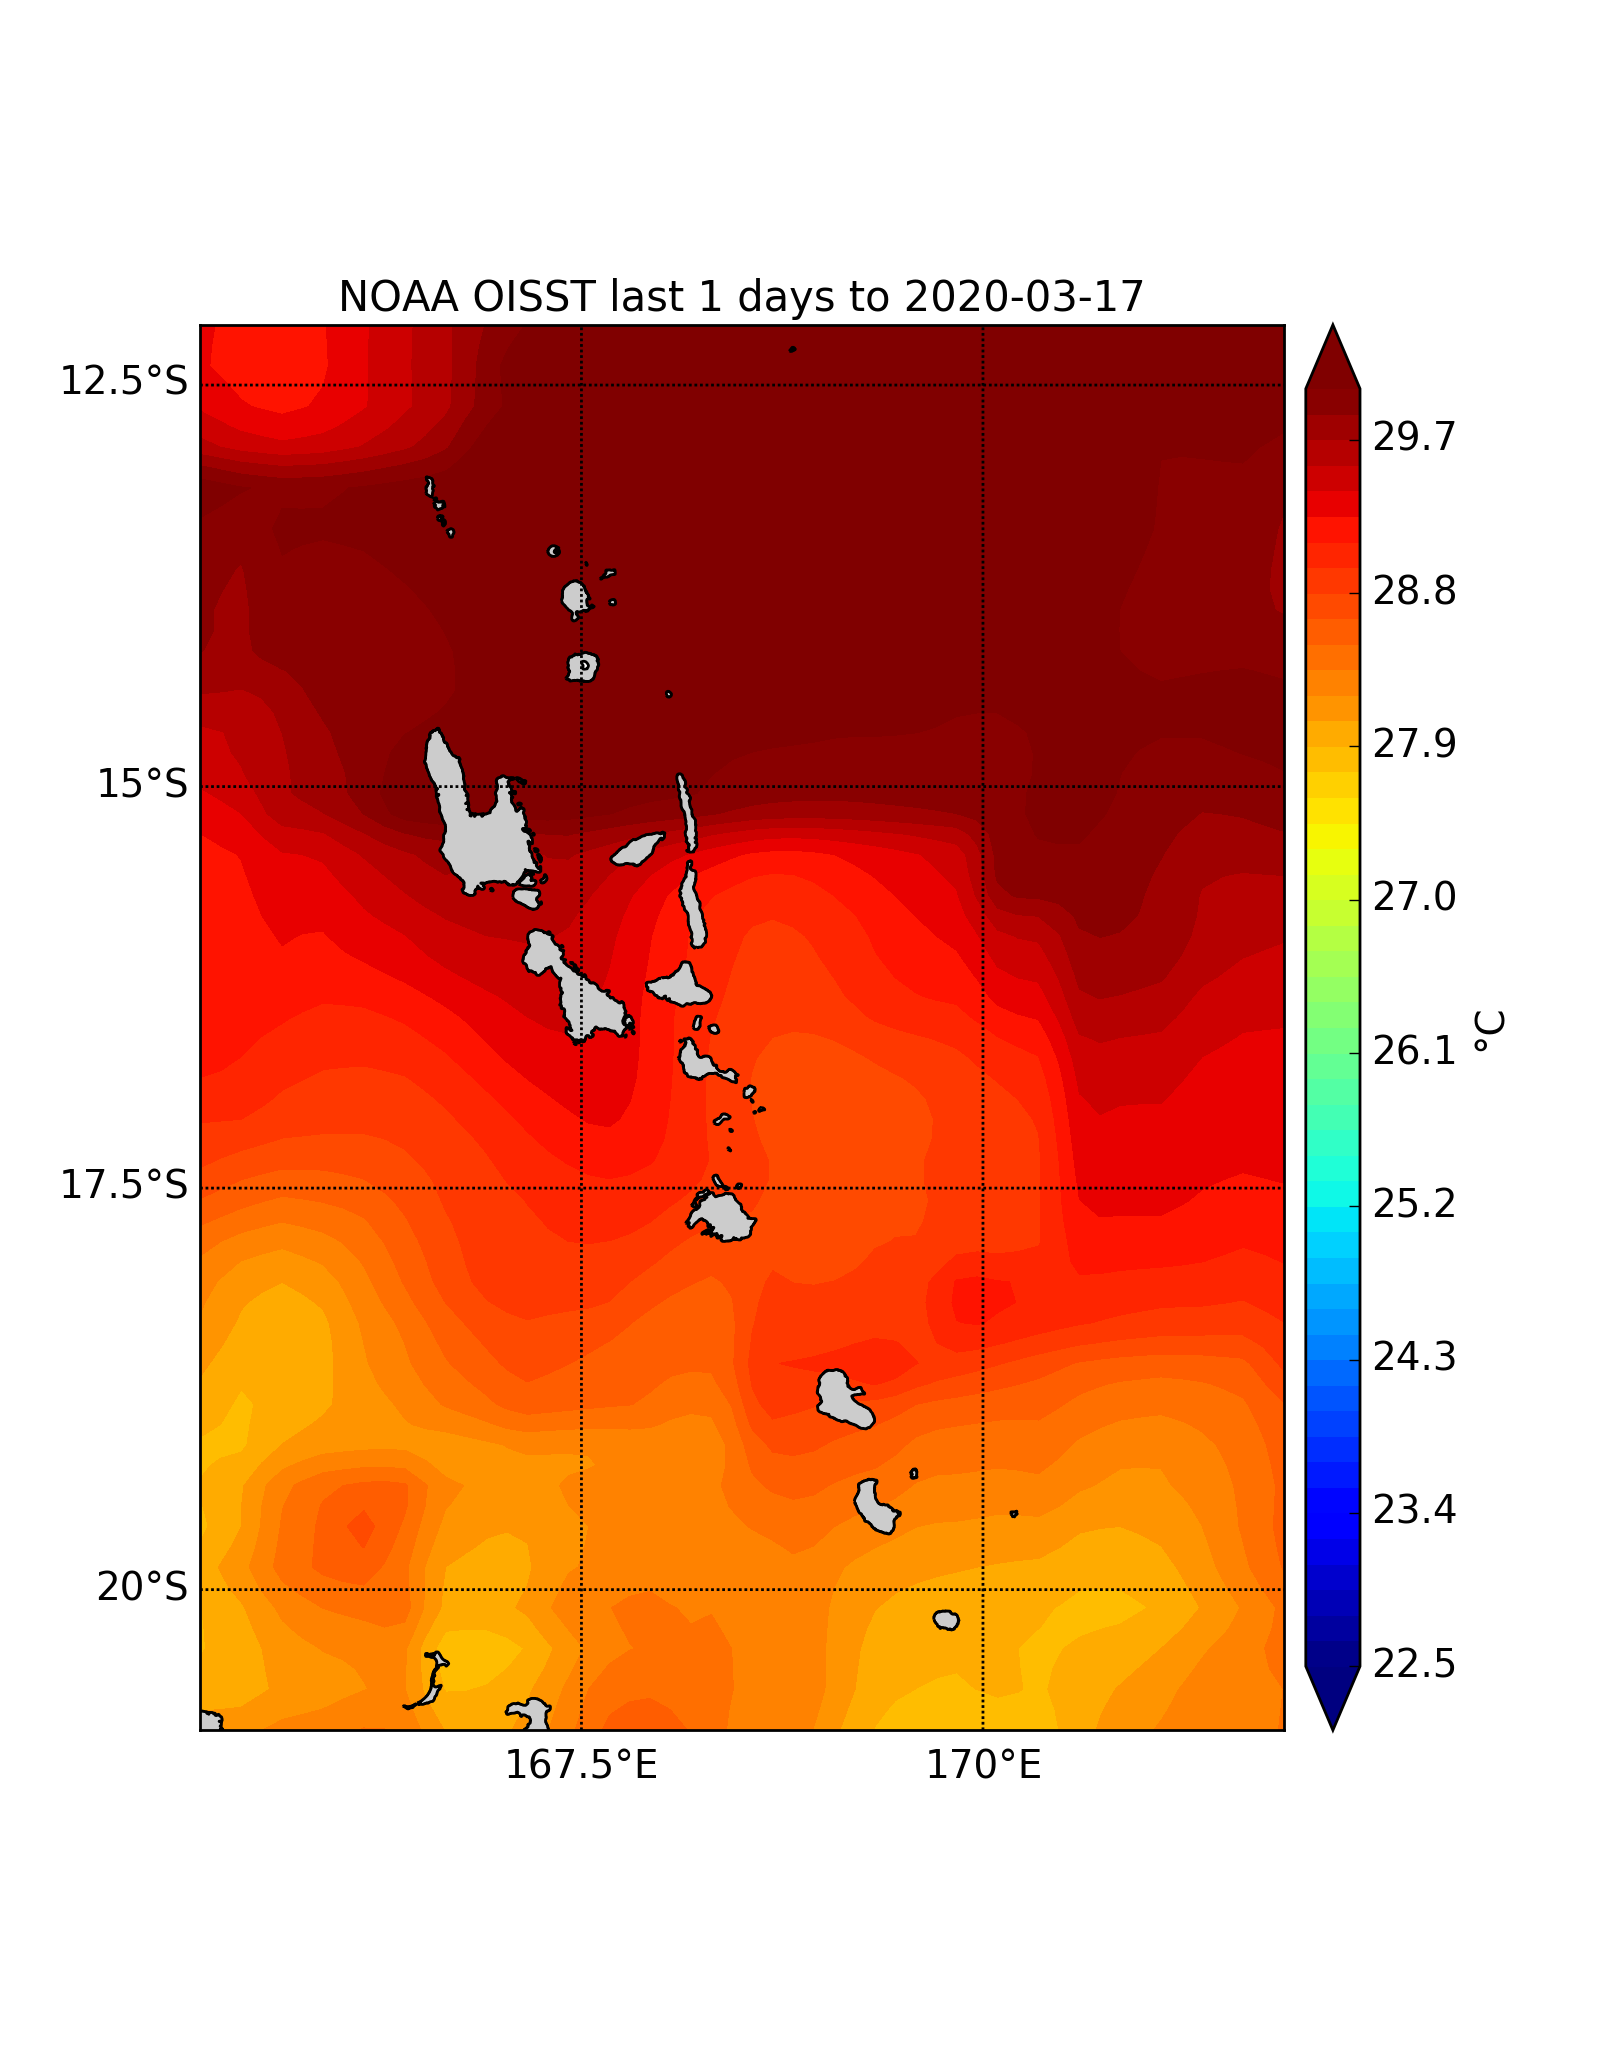 NOAA OISST last 1 days to 2020-03-17
12.5°S
15°S
17.5°S
20°S
167.5°E
170°E
29.7
28.8
27.9
27.0
26.1
25.2
24.3
23.4
22.5
°C